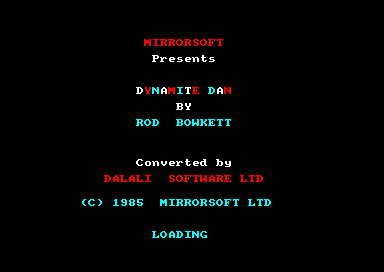 MIRRORSOFT
Presents
DYNAMITE DAN
BY
ROD BOWKETT
Converted by
DALALI SOFTWARE LTD
(C) 1985 MIRRORSOFT LTD
LOADING